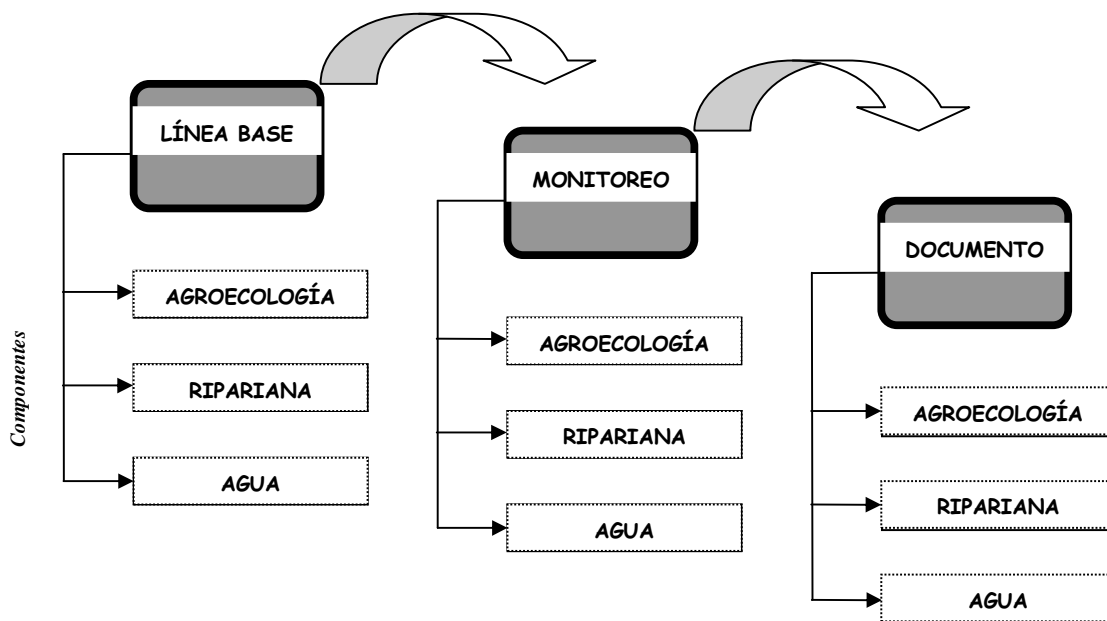 LÍNEA BASE
AGROECOLOGÍA
RIPARIANA
AGUA
MONITOREO
AGROECOLOGÍA
RIPARIANA
AGUA
DOCUMENTO
AGROECOLOGÍA
RIPARIANA
AGUA
Componentes